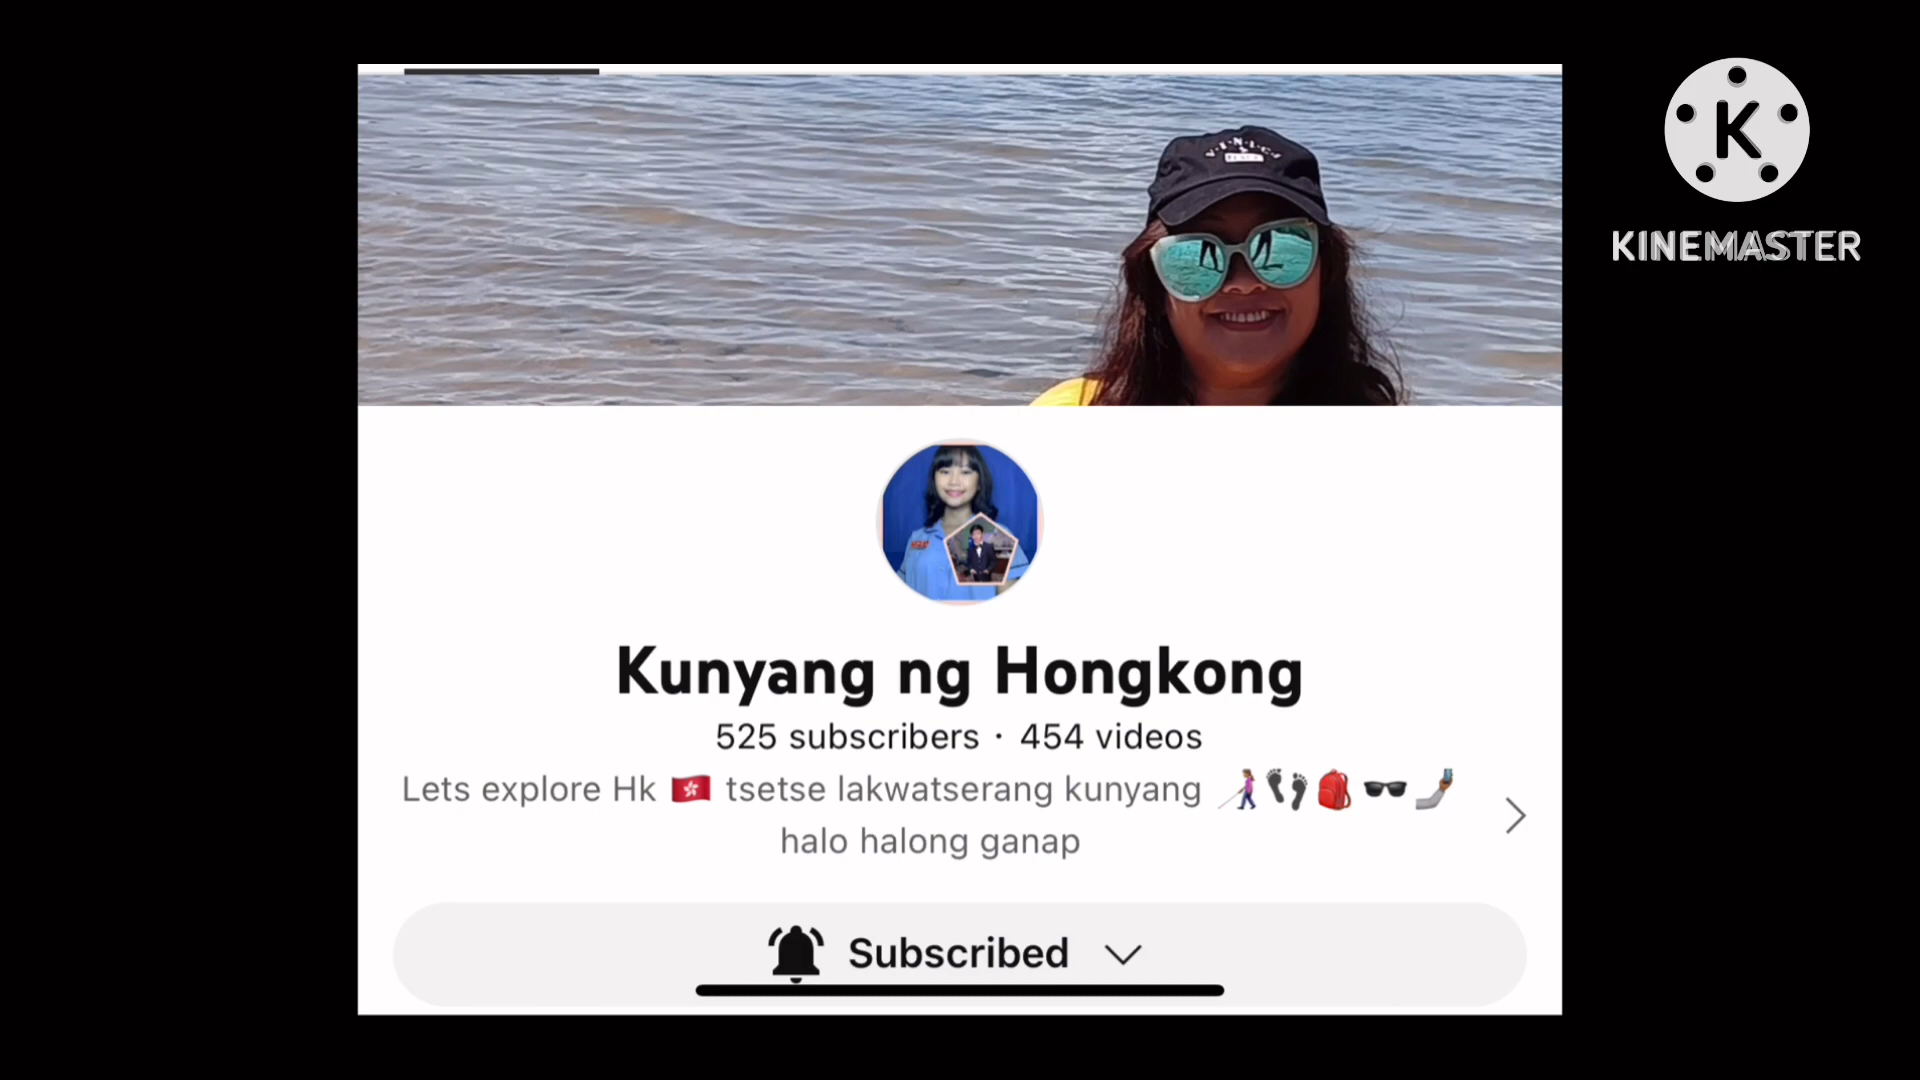 K
KINEMASTER
Kunyang ng Hongkong
525 subscribers · 454 videos
Lets explore Hk 🇭🇰 tsetse lakwatserang kunyang 👩🏽‍🦯👣🎒🕶️🤳🏾
halo halong ganap
Subscribed